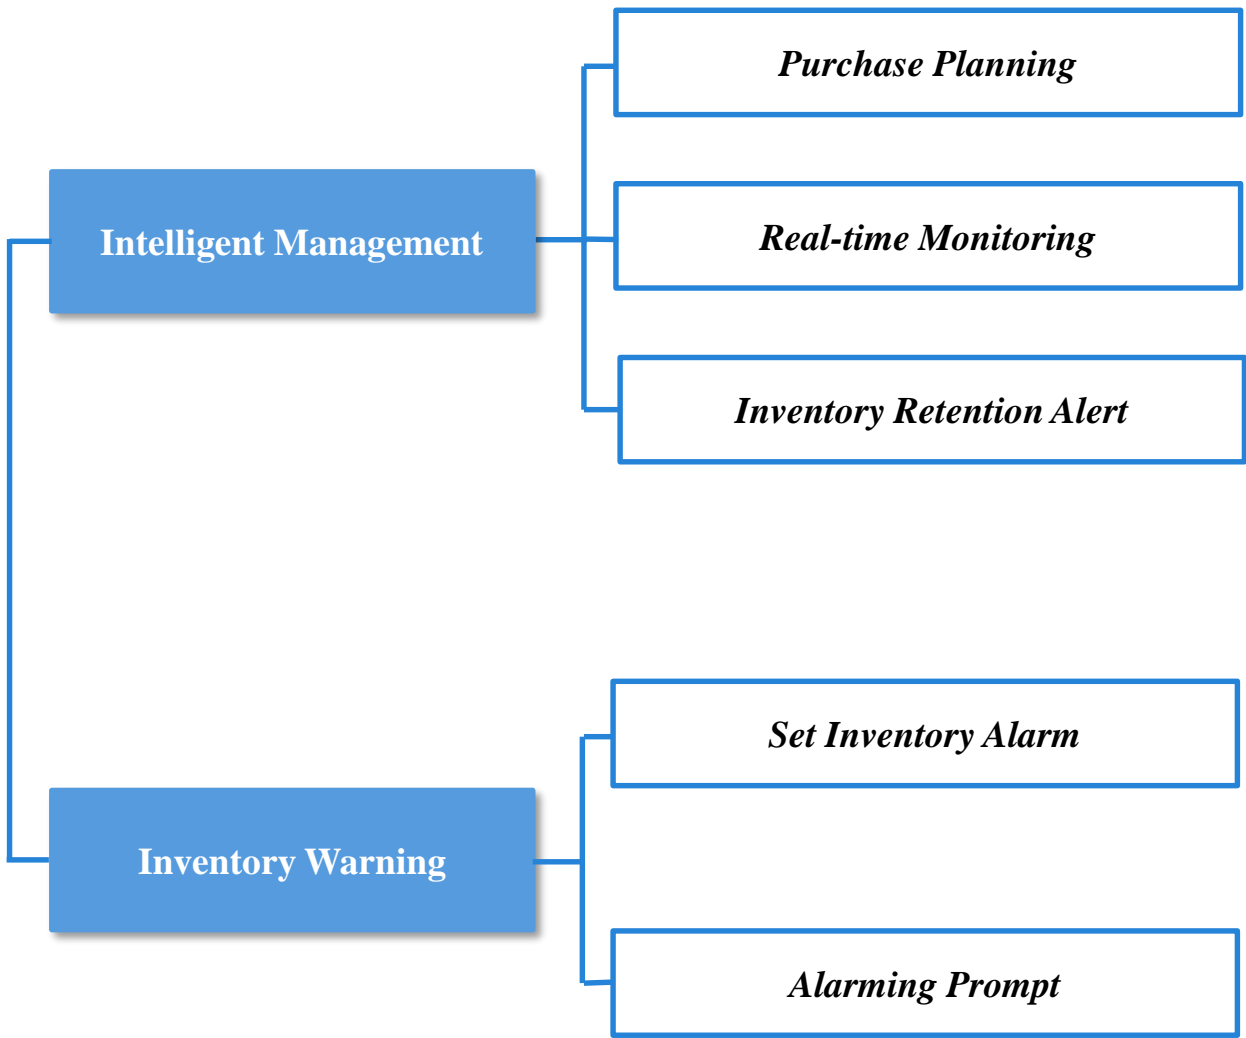 Purchase Planning
Intelligent Management
Real-time Monitoring
Inventory Retention Alert
Set Inventory Alarm
Inventory Warning
Alarming Prompt